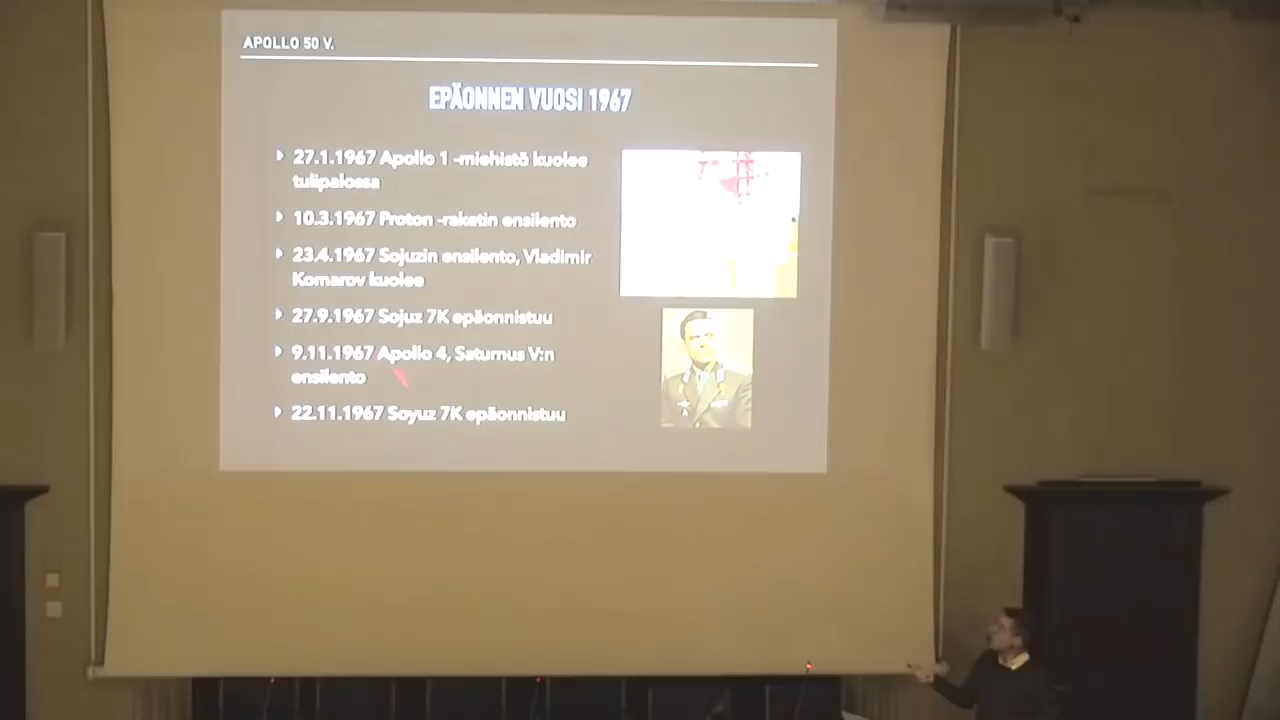 APOLLO 50 V.
EPÄONNEN VUOSI 1967
27.1.1967 Apollo 1 -miehistö kuolee
tulipalossa
10.3.1967 Proton -raketin ensilento
23.4.1967 Sojuzin ensilento, Vladimir
Komarov kuolee
27.9.1967 Sojuz 7K epäonnistuu
9.11.1967 Apollo 4, Saturnus V:n
ensilento
22.11.1967 Soyuz 7K epäonnistuu